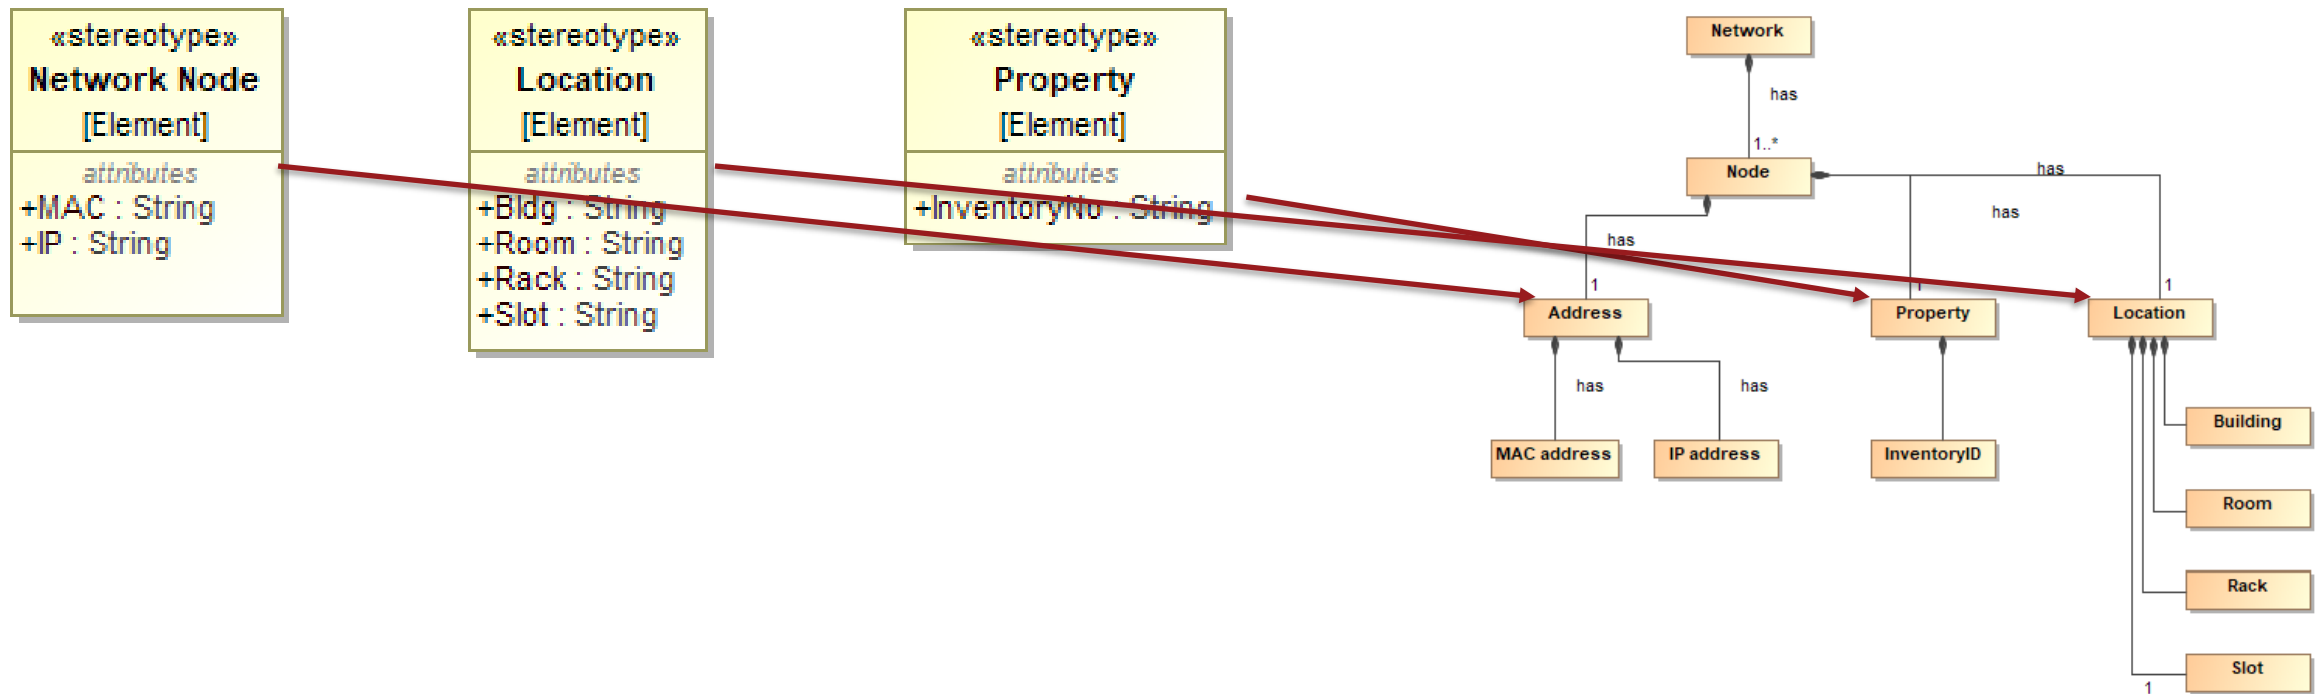 «stereotype»
Network Node
[Element]
attributes
+MAC : String
+IP : String
«stereotype»
Location
[Element]
attributes
+Bldg : String
+Room : String
+Rack : String
+Slot : String
«stereotype»
Property
[Element]
attributes
+InventoryNo : String
Network
has
1..*
Node
has
has
has
1
1
1
Address
Property
Location
has
has
MAC address
IP address
InventoryID
Building
Room
Rack
Slot
1